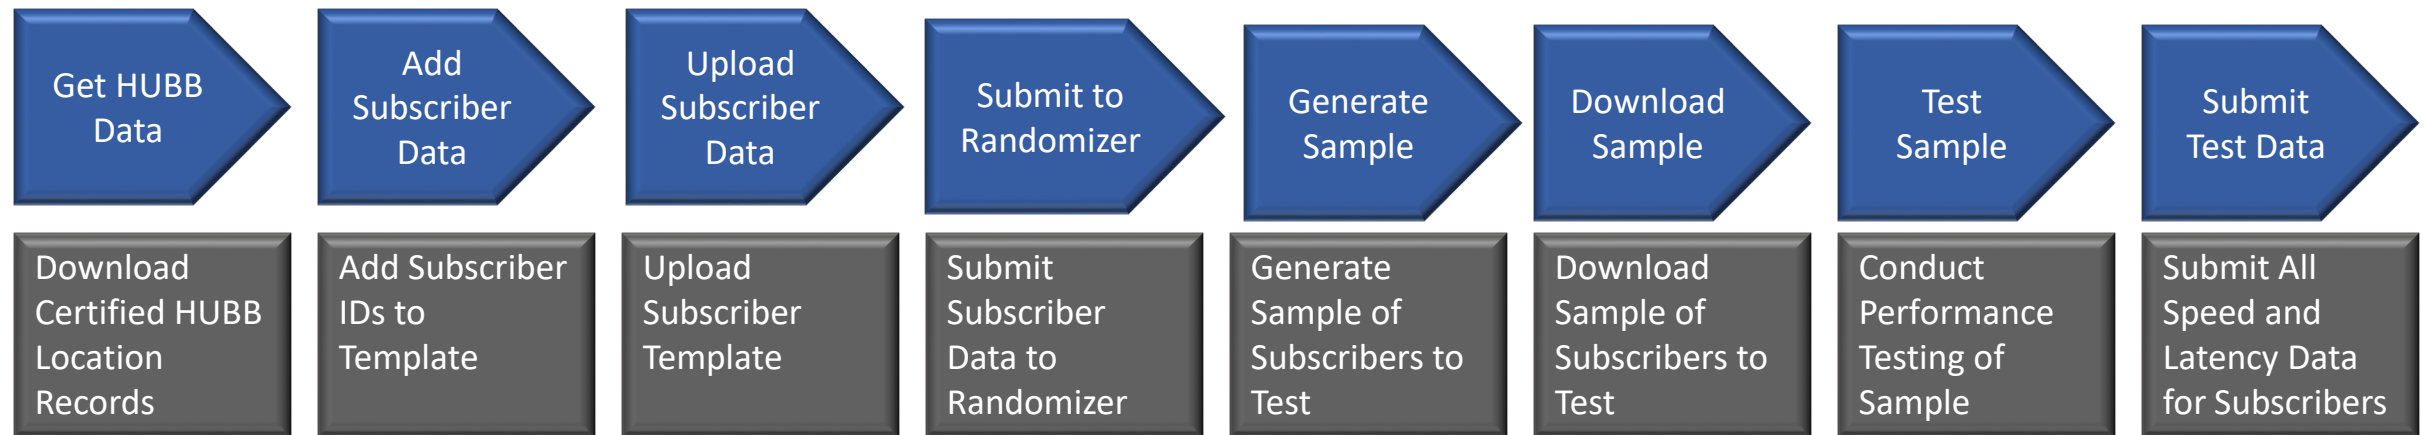 Get HUBB
Data
Add
Subscriber
Data
Upload
Subscriber
Data
Submit to
Randomizer
Generate
Sample
Download
Sample
Test
Sample
Submit
Test Data
Download
Certified HUBB
Location
Records
Add Subscriber
IDs to
Template
Upload
Subscriber
Template
Submit
Subscriber
Data to
Randomizer
Generate
Sample of
Subscribers to
Test
Download
Sample of
Subscribers to
Test
Conduct
Performance
Testing of
Sample
Submit All
Speed and
Latency Data
for Subscribers